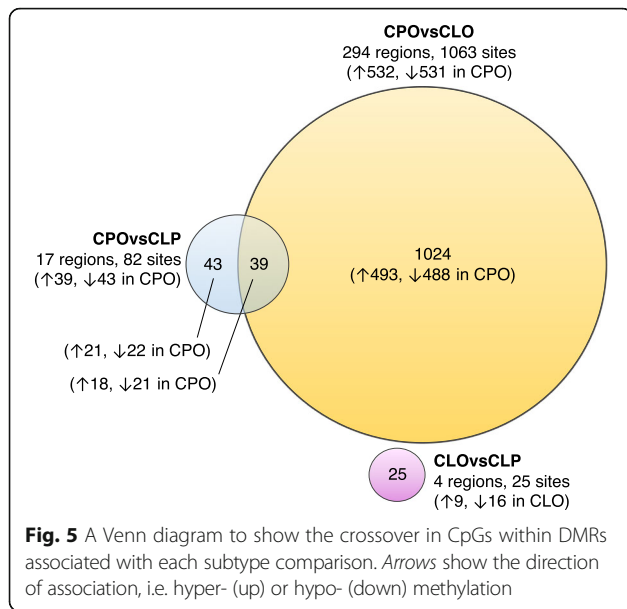 CPOvsCLO
294 regions, 1063 sites
(↑532, ↓531 in CPO)
CPOvsCLP
17 regions, 82 sites
(↑39, ↓43 in CPO)
43
39
1024
(↑493, ↓488 in CPO)
(↑21, ↓22 in CPO)
(↑18, ↓21 in CPO)
25
CLOvsCLP
4 regions, 25 sites
(↑9, ↓16 in CLO)
Fig. 5 A Venn diagram to show the crossover in CpGs within DMRs
associated with each subtype comparison. Arrows show the direction
of association, i.e. hyper- (up) or hypo- (down) methylation